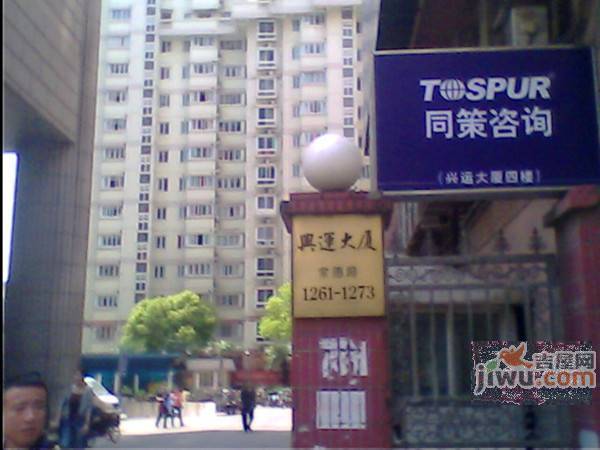 TOSPUR
同策咨询
(兴运大厦四楼)
興運大厦
常德路
1261-1273
吉屋网
jiwu.com